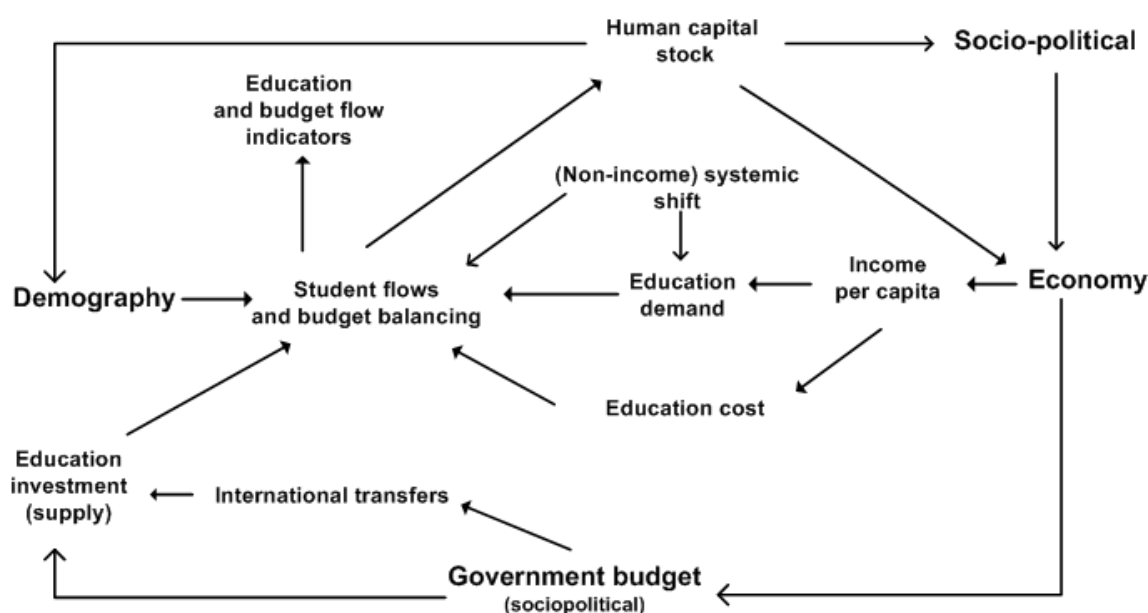 Human capital
stock
Socio-political
Education
and budget flow
indicators
(Non-income) systemic
shift
Demography
Student flows
and budget balancing
Education
demand
Income
per capita
Economy
Education cost
Education
investment
(supply)
International transfers
Government budget
(sociopolitical)